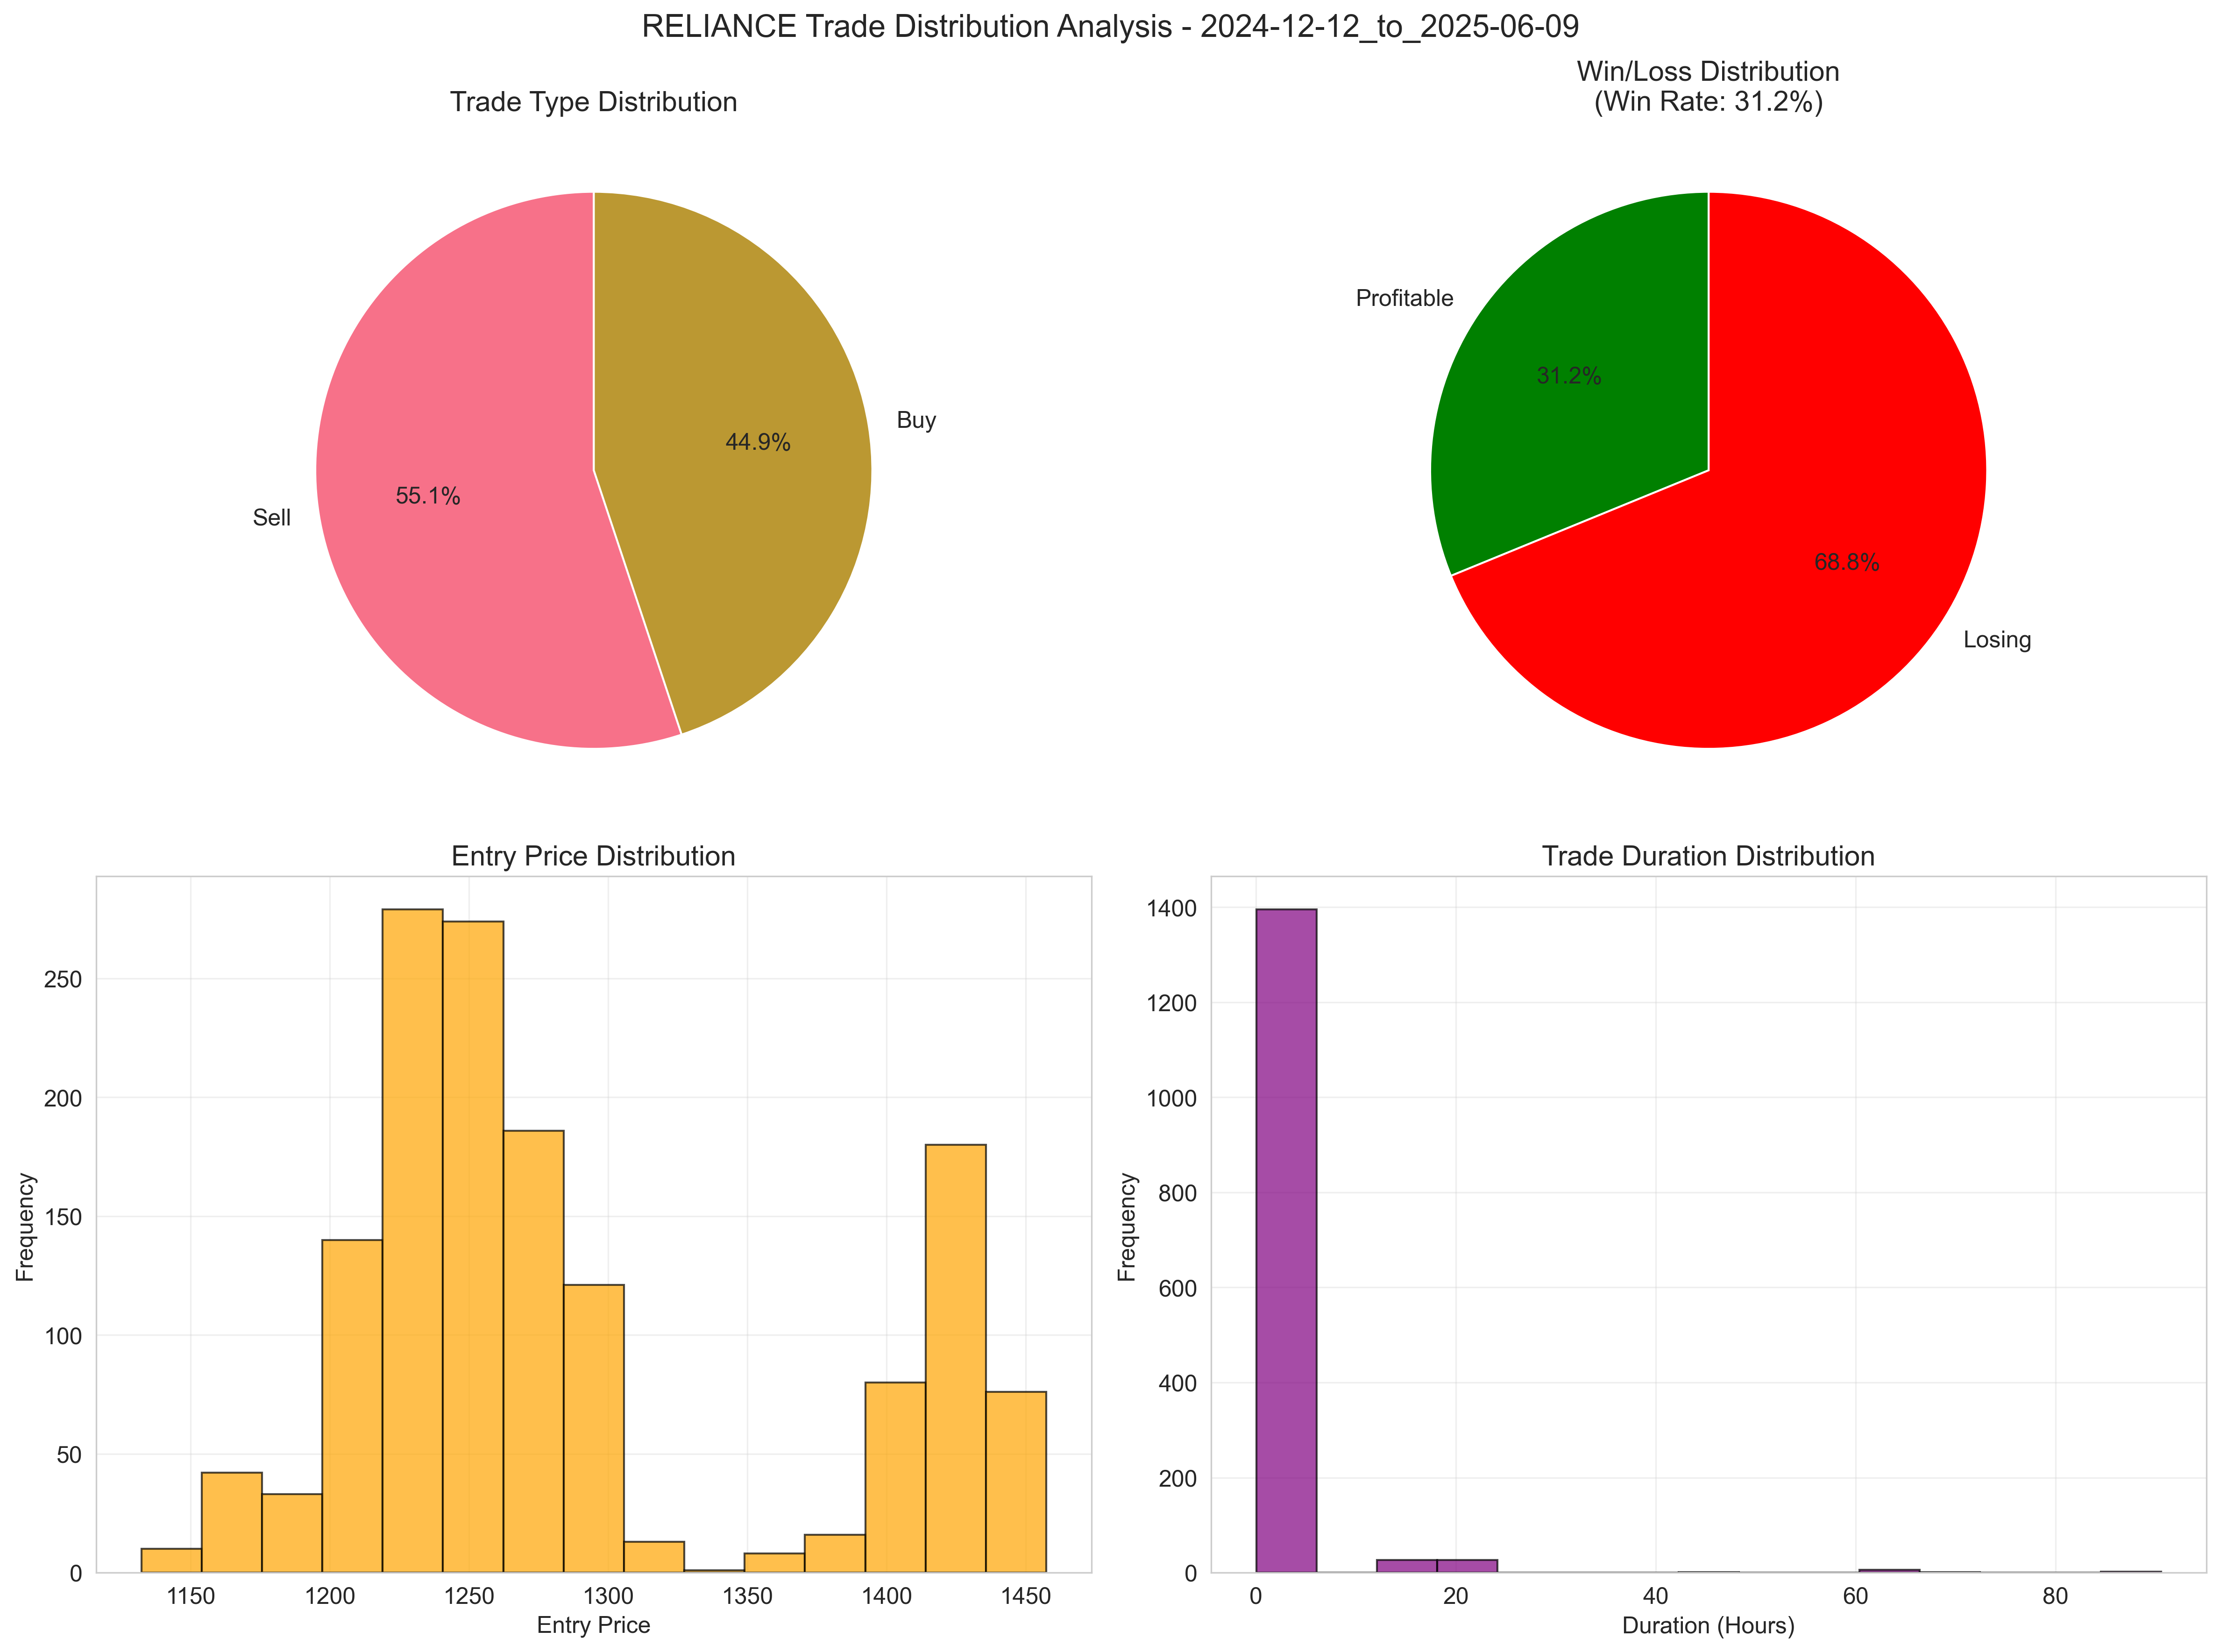 RELIANCE Trade Distribution Analysis - 2024-12-12_to_2025-06-09
Trade Type Distribution
Sell
55.1%
44.9%
Buy
Win/Loss Distribution
(Win Rate: 31.2%)
Profitable
31.2%
68.8%
Losing
Entry Price Distribution
Frequency
250
200
150
100
50
0
1150 1200 1250 1300 1350 1400 1450
Entry Price
Trade Duration Distribution
Frequency
1400
1200
1000
800
600
400
200
0
0 20 40 60 80
Duration (Hours)